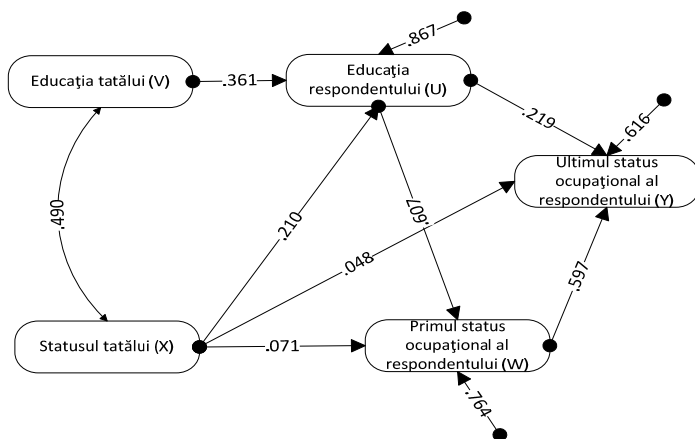 .867
Educaţia tatălui (V)
.361
Educaţia
respondentului (U)
.219
.616
Ultimul status
ocupaţional al
respondentului (Y)
.490
.210
.607
.048
.597
Statusul tatălui (X)
.071
Primul status
ocupaţional al
respondentului (W)
.764